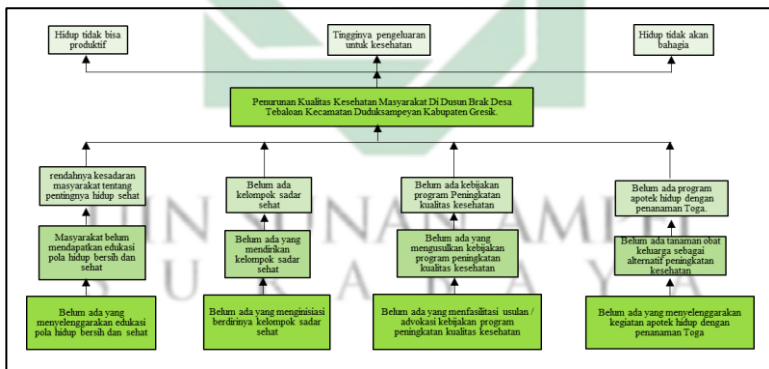 Hidup tidak bisa
produktif
Tingginya pengeluaran
untuk kesehatan
Hidup tidak akan
bahagia
Penurunan Kualitas Kesehatan Masyarakat Di Dusun Brak Desa
Tebaloan Kecamatan Duduksampeyan Kabupaten Gresik.
rendahnya kesadaran
masyarakat tentang
pentingnya hidup sehat
Belum ada
kelompok sadar
sehat
Belum ada kebijakan
program Peningkatan
kualitas kesehatan
Belum ada program
apotek hidup dengan
penanaman Toga.
Masyarakat belum
mendapatkan edukasi
pola hidup bersih dan
sehat
Belum ada yang
mendirikan
kelompok sadar
sehat
Belum ada yang
mengusulkan kebijakan
program peningkatan
kualitas kesehatan
Belum ada tanaman obat
keluarga sebagai
alternatif peningkatan
kesehatan
Belum ada yang
menyelenggarakan edukasi
pola hidup bersih dan sehat
Belum ada yang menginisiasi
berdirinya kelompok sadar
sehat
Belum ada yang menfasilitasi usulan /
advokasi kebijakan program
peningkatan kualitas kesehatan
Belum ada yang menyelenggarakan
kegiatan apotek hidup dengan
penanaman Toga